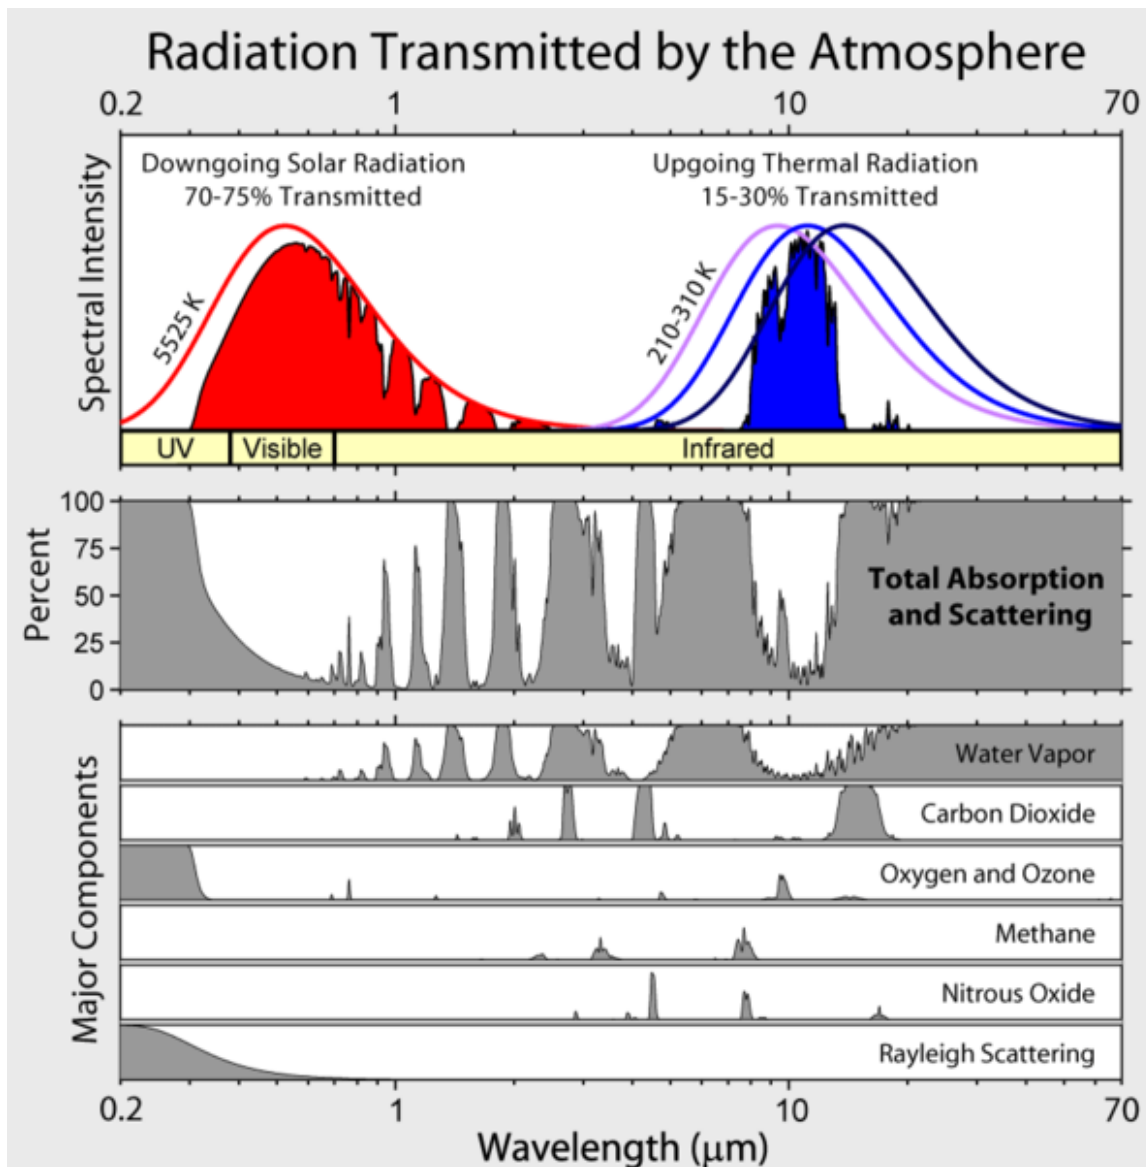 Radiation Transmitted by the Atmosphere
0.2 1 10 70
Spectral Intensity
Downgoing Solar Radiation
70-75% Transmitted
Upgoing Thermal Radiation
15-30% Transmitted
5525 K
210-310 K
UV Visible Infrared
Percent
100
75
50
25
0
Total Absorption
and Scattering
Major Components
Water Vapor
Carbon Dioxide
Oxygen and Ozone
Methane
Nitrous Oxide
Rayleigh Scattering
0.2 1 10 70
Wavelength (μm)